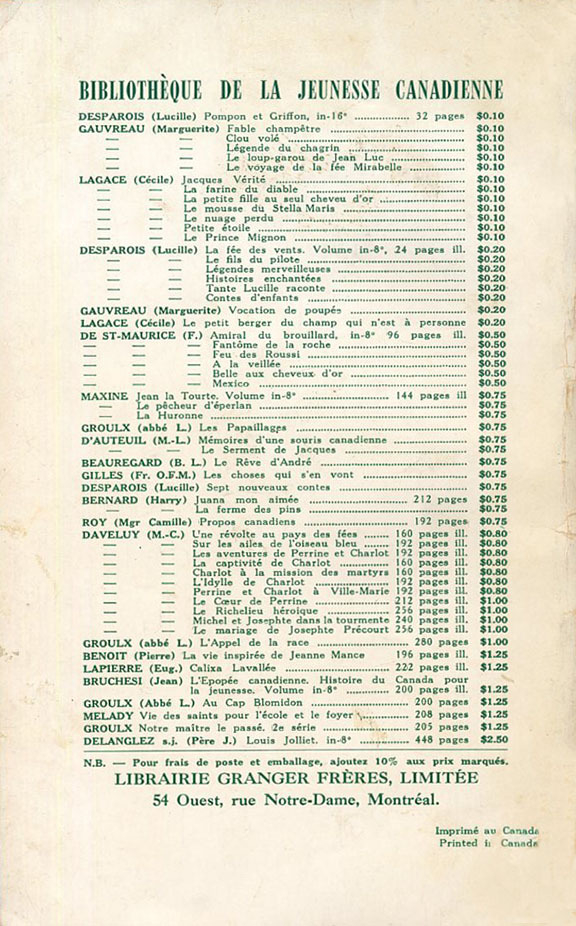 BIBLIOTHÈQUE DE LA JEUNESSE CANADIENNE
DESPAROIS (Lucille) Pompon et Griffon, in-16° ................ 32 pages $0.10
GAUVREAU (Marguerite) Fable champêtre ................ $0.10
— — Clou volé ................ $0.10
— — Légende du chagrin ................ $0.10
— — Le loup-garou de Jean Luc ................ $0.10
— — Le voyage de la fée Mirabelle ................ $0.10
LAGACE (Cécile) Jacques Vérité ................ $0.10
— — La farine du diable ................ $0.10
— — La petite fille au seul cheveu d'or ................ $0.10
— — Le mousse du Stella Maris ................ $0.10
— — Le nuage perdu ................ $0.10
— — Petite étoile ................ $0.10
— — Le Prince Mignon ................ $0.10
DESPAROIS (Lucille) La fée des vents. Volume in-8°, 24 pages ill. $0.20
— — Le fils du pilote ................ $0.20
— — Légendes merveilleuses ................ $0.20
— — Histoires enchantées ................ $0.20
— — Tante Lucille raconte ................ $0.20
— — Contes d'enfants ................ $0.20
GAUVREAU (Marguerite) Vocation de poupée ................ $0.20
LAGACE (Cécile) Le petit berger du champ qui n'est à personne $0.20
DE ST-MAURICE (F.) Amiral du brouillard, in-8° 96 pages ill. $0.50
— — Fantôme de la roche ................ $0.50
— — Feu des Roussi ................ $0.50
— — A la veillée ................ $0.50
— — Belle aux cheveux d'or ................ $0.50
— — Mexico ................ $0.50
MAXINE Jean la Tourte. Volume in-8° ................ 144 pages ill $0.75
— Le pêcheur d'éperlan ................ $0.75
— La Huronne ................ $0.75
GROULX (abbé L.) Les Rapaillages ................ $0.75
D'AUTEUIL (M.-L.) Mémoires d'une souris canadienne ................ $0.75
— — Le Serment de Jacques ................ $0.75
BEAUREGARD (B. L.) Le Rêve d'André ................ $0.75
GILLES (Fr. O.F.M.) Les choses qui s'en vont ................ $0.75
DESPAROIS (Lucille) Sept nouveaux contes ................ $0.75
BERNARD (Harry) Juana mon aimée ................ 212 pages $0.75
— — La ferme des pins ................ $0.75
ROY (Mgr Camille) Propos canadiens ................ 192 pages $0.75
DAVELUY (M.-C.) Une révolte au pays des fées ........ 160 pages ill. $0.80
— — Sur les ailes de l'oiseau bleu ........ 192 pages ill. $0.80
— — Les aventures de Perrine et Charlot 192 pages ill. $0.80
— — La captivité de Charlot ........ 160 pages ill. $0.80
— — Charlot à la mission des martyrs 160 pages ill. $0.80
— — L'Idylle de Charlot ........ 192 pages ill. $0.80
— — Perrine et Charlot à Ville-Marie 192 pages ill. $0.80
— — Le Cœur de Perrine ........ 212 pages ill. $1.00
— — Le Richelieu héroique ........ 256 pages ill. $1.00
— — Michel et Josephte dans la tourmente 240 pages ill. $1.00
— — Le mariage de Josephte Précourt 256 pages ill. $1.00
GROULX (abbé L.) L'Appel de la race ................ 280 pages $1.00
BENOIT (Pierre) La vie inspirée de Jeanne Mance 196 pages ill. $1.25
LAPIERRE (Eug.) Calixa Lavallée ................ 222 pages ill. $1.25
BRUCHESI (Jean) L'Epopée canadienne. Histoire du Canada pour
la jeunesse. Volume in-8° ........ 200 pages ill. $1.25
GROULX (Abbé L.) Au Cap Blomidon ................ 200 pages $1.25
MELADY Vie des saints pour l'école et le foyer ........ 208 pages $1.25
GROULX Notre maître le passé. 2e série ................ 205 pages $1.25
DELANGLEZ s.j. (Père J.) Louis Jolliet. in-8° ........ 448 pages $2.50
N.B. — Pour frais de poste et emballage, ajoutez 10% aux prix marqués.
LIBRAIRIE GRANGER FRÈRES, LIMITÉE
54 Ouest, rue Notre-Dame, Montréal.
Imprimé au Canada
Printed in Canada